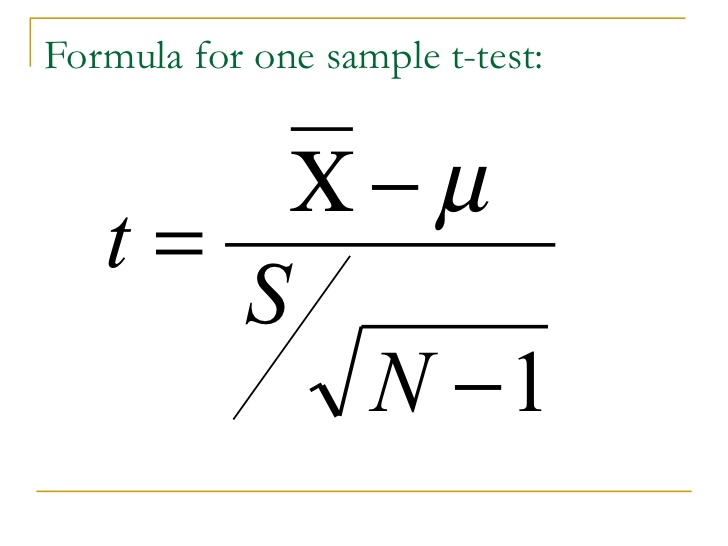 Formula for one sample t-test:
t = (X̅ − μ) / (S / √(N − 1))